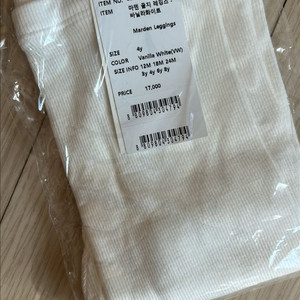 ITEM NO.
ITEM 마덴 골지 레깅스
바닐라화이트
Marden Leggings
SIZE 4y
COLOR Vanilla White(VW)
SIZE INFO 12M 18M 24M
3y 4y 6y 8y
PRICE 17,000